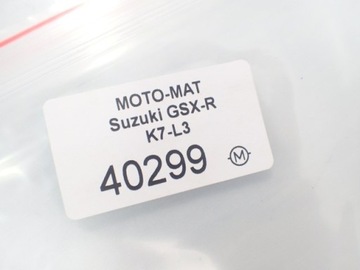 MOTO-MAT
Suzuki GSX-R
K7-L3
40299 M